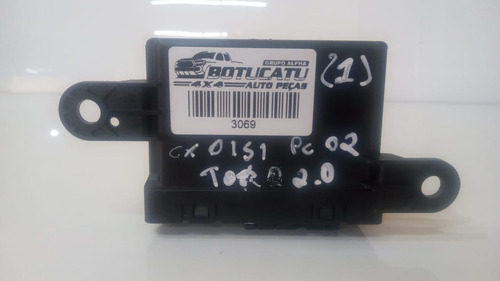 GRUPO ALPHA
BOTUCATU
4X4 AUTO PEÇAS
3069
(1)
CX 0151 PC 02
2.0